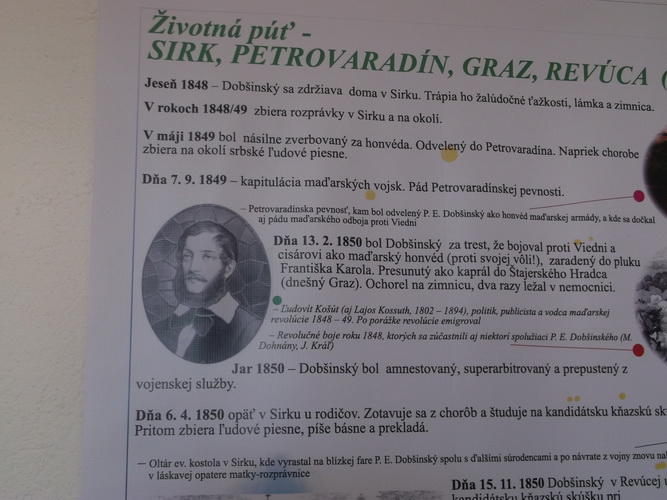 Životná púť -
SIRK, PETROVARADÍN, GRAZ, REVÚCA (
Jeseň 1848 – Dobšinský sa zdržiava doma v Sirku. Trápia ho žalúdočné ťažkosti, lámka a zimnica.
V rokoch 1848/49 zbiera rozprávky v Sirku a na okolí.
V máji 1849 bol násilne zverbovaný za honvéda. Odvelený do Petrovaradína. Napriek chorobe
zbiera na okolí srbské ľudové piesne.
Dňa 7. 9. 1849 – kapitulácia maďarských vojsk. Pád Petrovaradínskej pevnosti.
– Petrovaradínska pevnosť, kam bol odvelený P. E. Dobšinský ako honvéd maďarskej armády, a kde sa dočkal
aj pádu maďarského odboja proti Viedni
Dňa 13. 2. 1850 bol Dobšinský za trest, že bojoval proti Viedni a
cisárovi ako maďarský honvéd (proti svojej vôli!), zaradený do pluku
Františka Karola. Presunutý ako kaprál do Štajerského Hradca
(dnešný Graz). Ochorel na zimnicu, dva razy ležal v nemocnici.
– Ľudovít Košút (aj Lajos Kossuth, 1802 – 1894), politik, publicista a vodca maďarskej
revolúcie 1848 – 49. Po porážke revolúcie emigroval
– Revolučné boje roku 1848, ktorých sa zúčastnili aj niektorí spolužiaci P. E. Dobšinského (M.
Dohnány, J. Kráľ)
Jar 1850 – Dobšinský bol amnestovaný, superarbitrovaný a prepustený z
vojenskej služby.
Dňa 6. 4. 1850 opäť v Sirku u rodičov. Zotavuje sa z chorôb a študuje na kandidátsku kňazskú
Pritom zbiera ľudové piesne, píše básne a prekladá.
– Oltár ev. kostola v Sirku, kde vyrastal na blízkej fare P. E. Dobšinský spolu s ďalšími súrodencami a po návrate z vojny znovu
v láskavej opatere matky-rozprávnice
Dňa 15. 11. 1850 Dobšinský v Revúcej
kandidátsku kňazskú skúšku pri